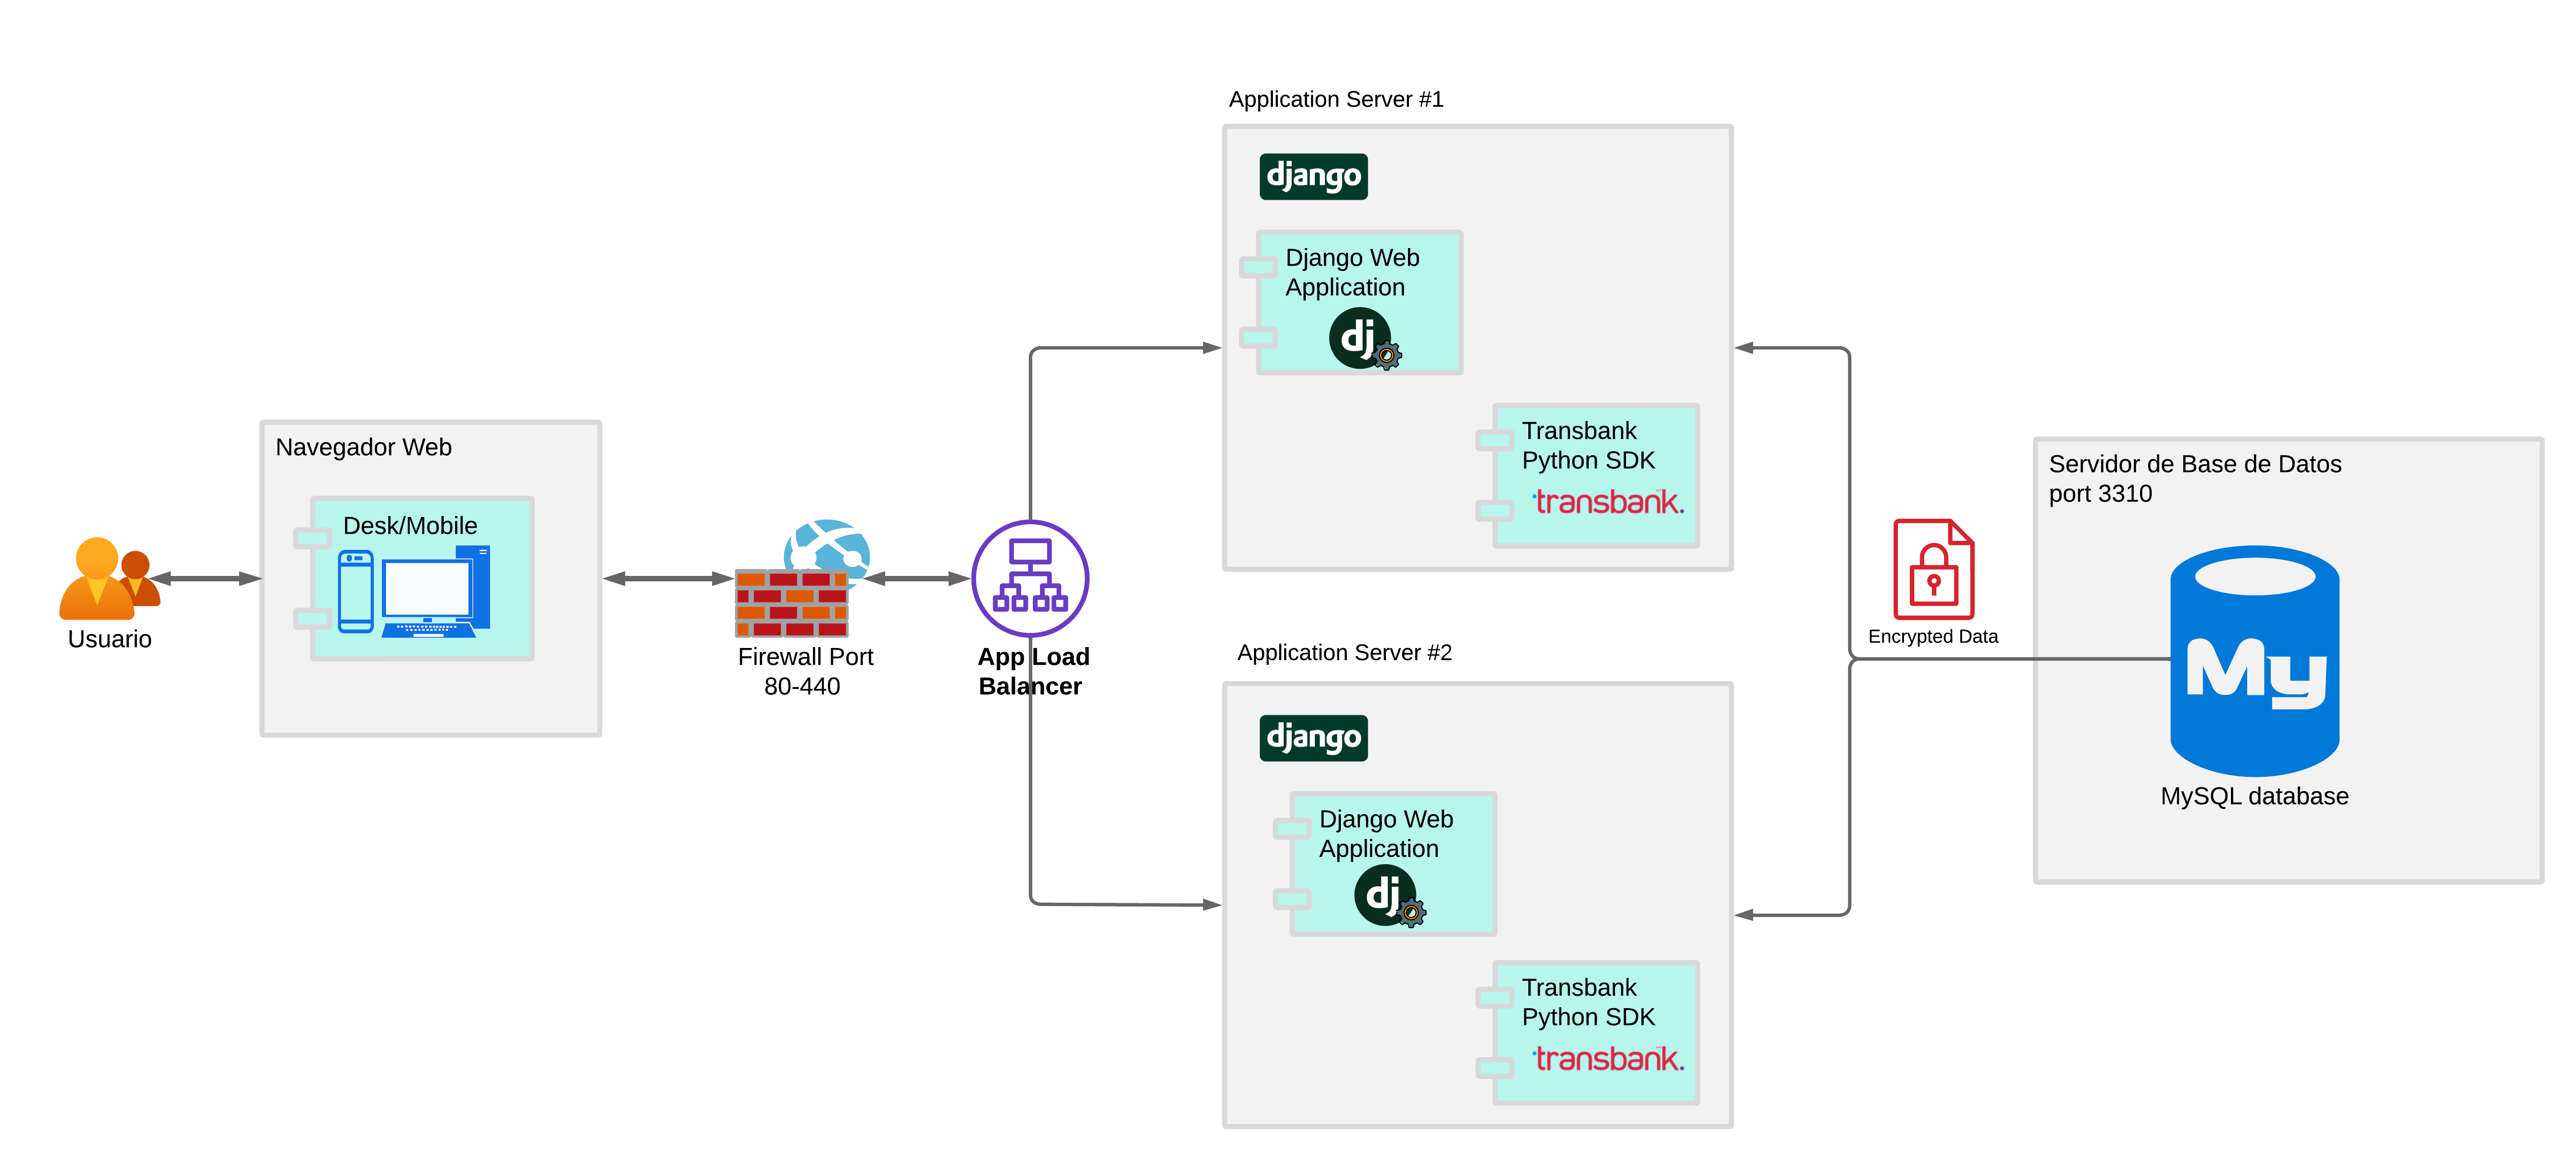 Usuario
Navegador Web
Desk/Mobile
Firewall Port
80-440
App Load
Balancer
Application Server #1
django
Django Web
Application
dj
Transbank
Python SDK
transbank.
Application Server #2
django
Django Web
Application
dj
Transbank
Python SDK
transbank.
Encrypted Data
Servidor de Base de Datos
port 3310
My
MySQL database